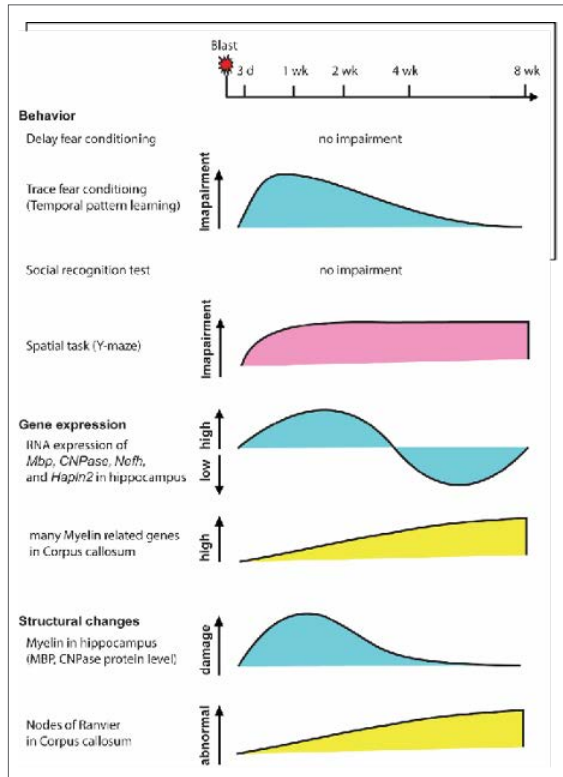 Blast
3 d 1 wk 2 wk 4 wk 8 wk
Behavior
Delay fear conditioning no impairment
Trace fear conditioing
(Temporal pattern learning)
Imapairment
Social recognition test no impairment
Spatial task (Y-maze)
Imapairment
Gene expression
RNA expression of
Mbp, CNPase, Nefh,
and Hapln2 in hippocampus
high
low
many Myelin related genes
in Corpus callosum
high
Structural changes
Myelin in hippocampus
(MBP, CNPase protein level)
damage
Nodes of Ranvier
in Corpus callosum
abnormal